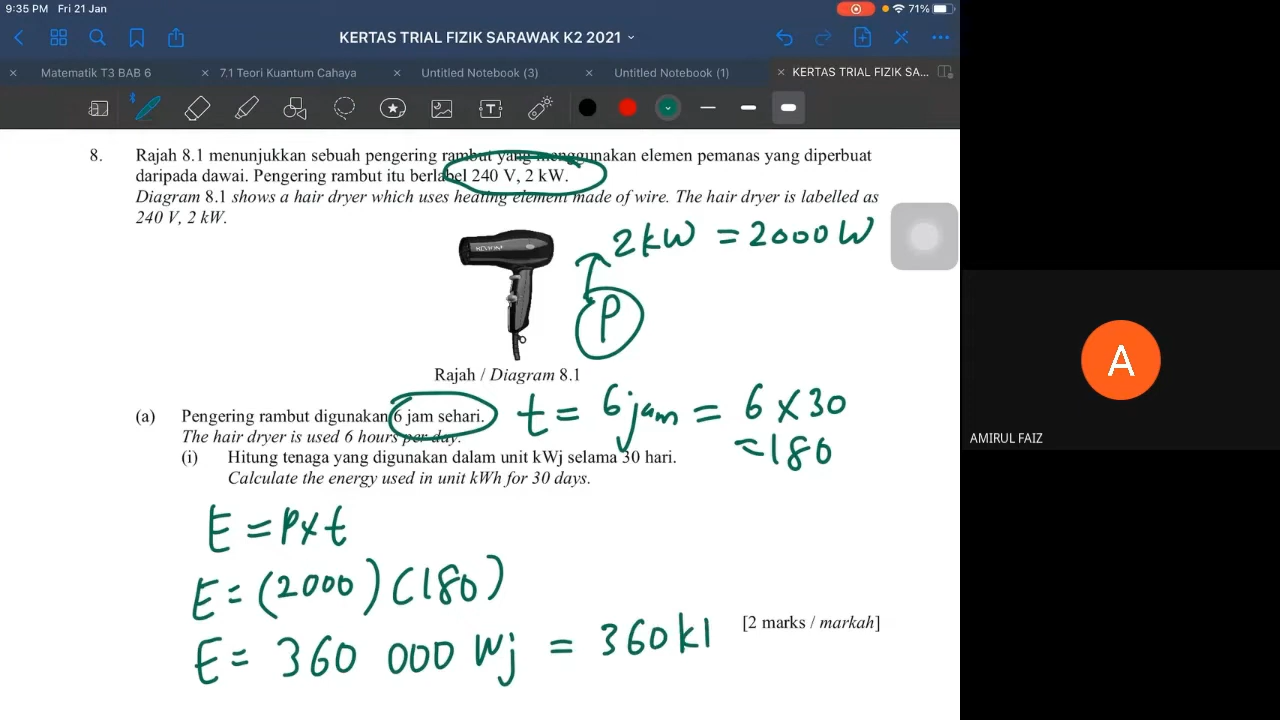 9:35 PM Fri 21 Jan
71%
KERTAS TRIAL FIZIK SARAWAK K2 2021
Matematik T3 BAB 6
7.1 Teori Kuantum Cahaya
Untitled Notebook (3)
Untitled Notebook (1)
KERTAS TRIAL FIZIK SA...
8. Rajah 8.1 menunjukkan sebuah pengering rambut yang menggunakan elemen pemanas yang diperbuat
daripada dawai. Pengering rambut itu berlabel 240 V, 2 kW.
Diagram 8.1 shows a hair dryer which uses heating element made of wire. The hair dryer is labelled as
240 V, 2 kW.
2kW = 2000W
P
Rajah / Diagram 8.1
(a) Pengering rambut digunakan 6 jam sehari.
The hair dryer is used 6 hours per day.
t = 6 jam = 6 x 30
= 180
(i) Hitung tenaga yang digunakan dalam unit kWj selama 30 hari.
Calculate the energy used in unit kWh for 30 days.
E = Pxt
E = (2000) (180)
E = 360 000 Wj = 360 k
[2 marks / markah]
A
AMIRUL FAIZ